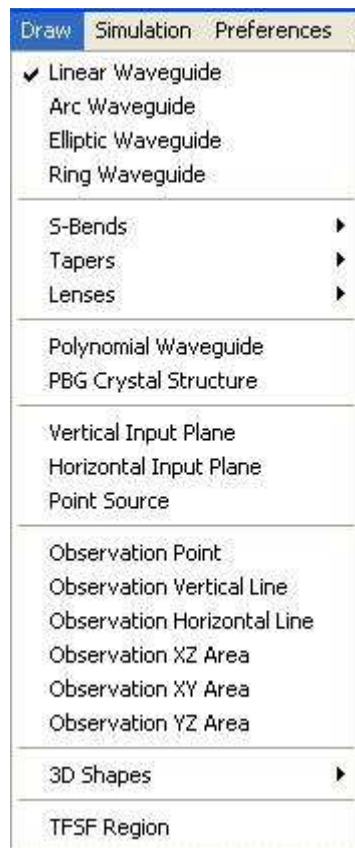 Draw Simulation Preferences
Linear Waveguide
Arc Waveguide
Elliptic Waveguide
Ring Waveguide
S-Bends
Tapers
Lenses
Polynomial Waveguide
PBG Crystal Structure
Vertical Input Plane
Horizontal Input Plane
Point Source
Observation Point
Observation Vertical Line
Observation Horizontal Line
Observation XZ Area
Observation XY Area
Observation YZ Area
3D Shapes
TFSF Region